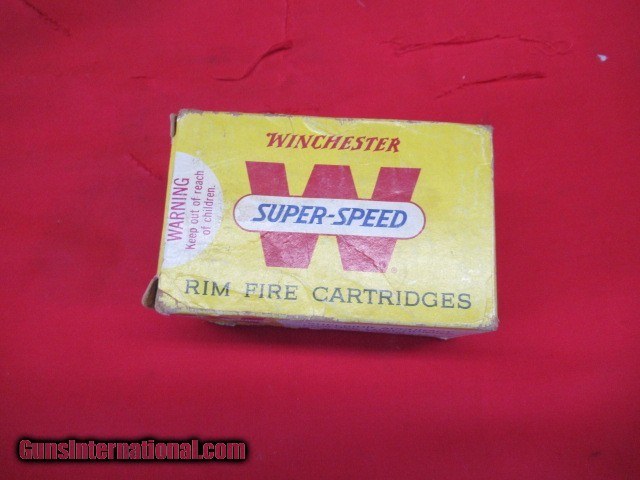 WINCHESTER
W
SUPER-SPEED
RIM FIRE CARTRIDGES
WARNING
Keep out of reach
of children.
GunsInternational.com